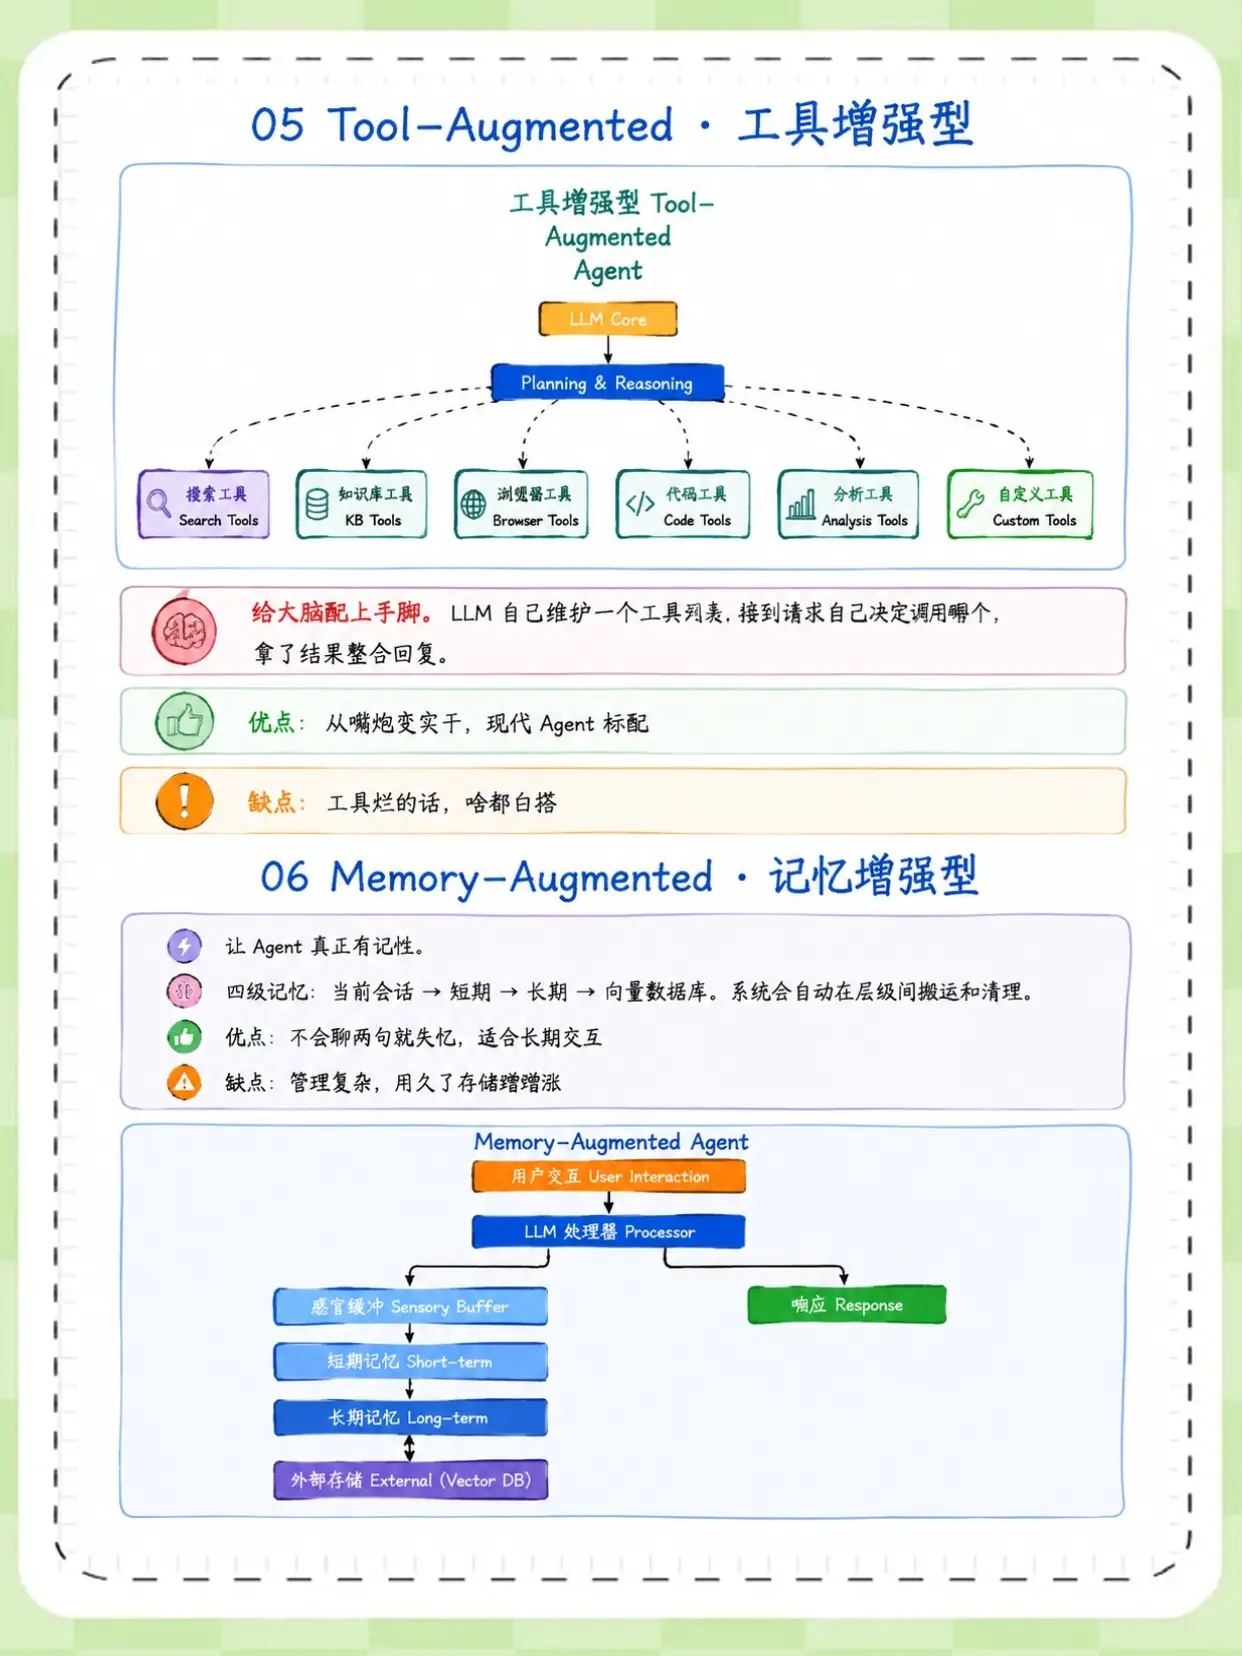 05 Tool-Augmented · 工具增强型
工具增强型 Tool-
Augmented
Agent
LLM Core
Planning & Reasoning
搜索工具
Search Tools
知识库工具
KB Tools
浏览器工具
Browser Tools
代码工具
Code Tools
分析工具
Analysis Tools
自定义工具
Custom Tools
给大脑配上手脚。 LLM 自己维护一个工具列表, 接到请求自己决定调用哪个,
拿了结果整合回复。
优点: 从嘴炮变实干, 现代 Agent 标配
缺点: 工具烂的话, 啥都白搭
06 Memory-Augmented · 记忆增强型
让 Agent 真正有记性。
四级记忆: 当前会话 → 短期 → 长期 → 向量数据库。系统会自动在层级间搬运和清理。
优点: 不会聊两句就失忆, 适合长期交互
缺点: 管理复杂, 用久了存储蹭蹭涨
Memory-Augmented Agent
用户交互 User Interaction
LLM 处理器 Processor
感官缓冲 Sensory Buffer
响应 Response
短期记忆 Short-term
长期记忆 Long-term
外部存储 External (Vector DB)